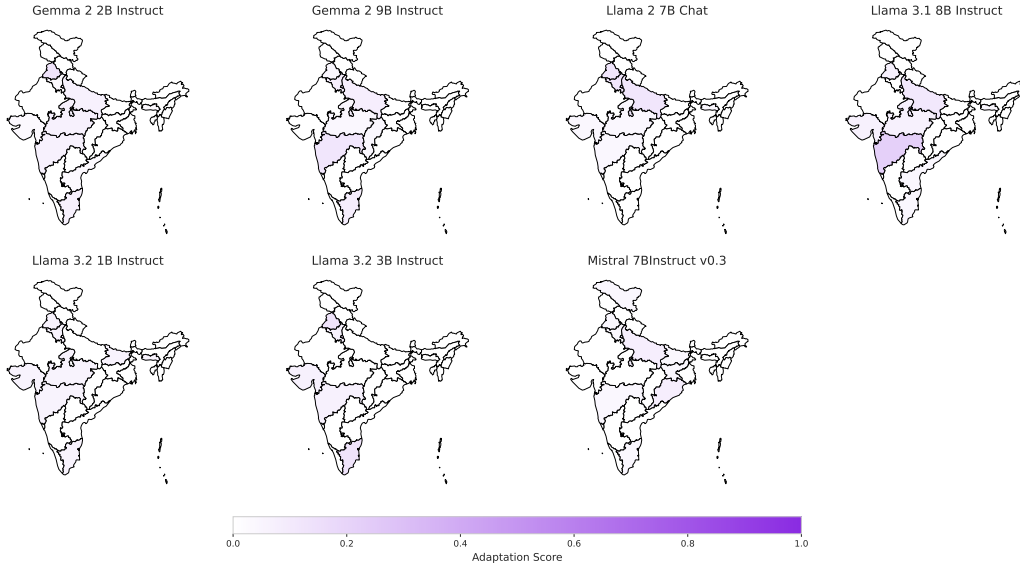 Gemma 2 2B Instruct
Gemma 2 9B Instruct
Llama 2 7B Chat
Llama 3.1 8B Instruct
Llama 3.2 1B Instruct
Llama 3.2 3B Instruct
Mistral 7BInstruct v0.3
0.0 0.2 0.4 0.6 0.8 1.0
Adaptation Score